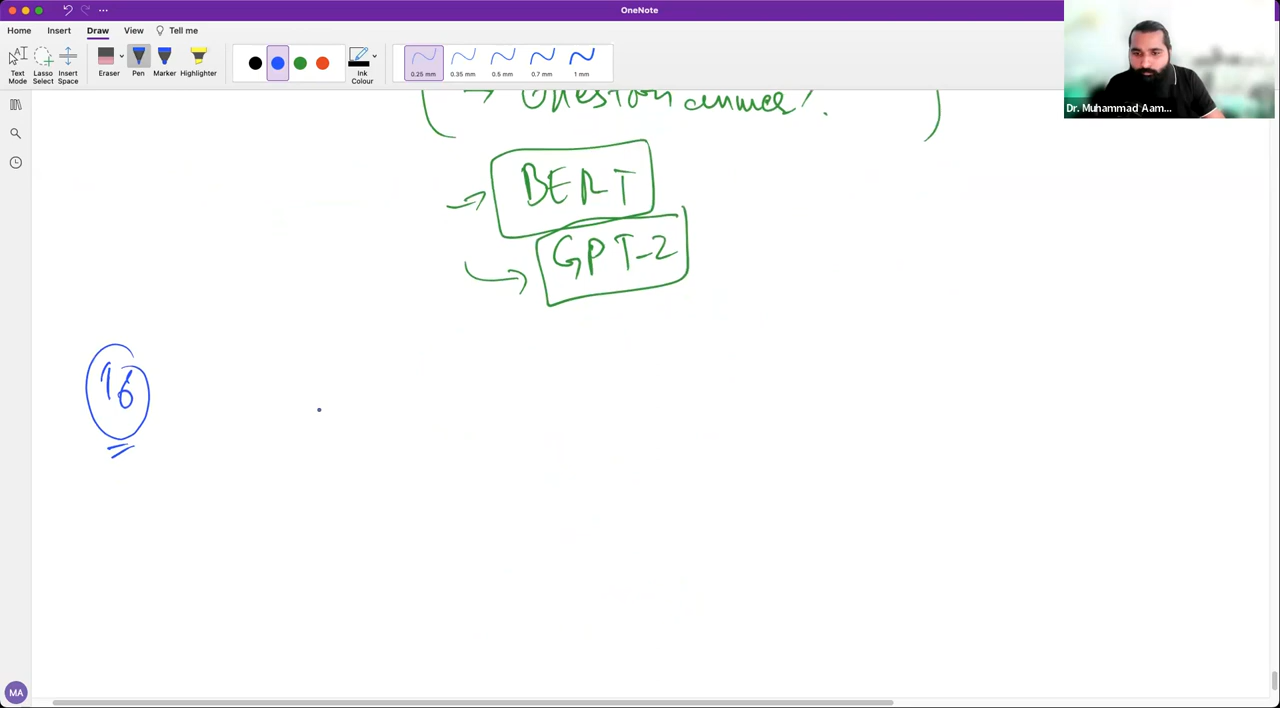 OneNote
Home Insert Draw View Tell me
Text Mode Lasso Select Insert Space Eraser Pen Marker Highlighter 0.25 mm 0.35 mm 0.5 mm 0.7 mm 1 mm Ink Colour
Dr. Muhammad Aam...
→ Question
→ BERT
→ GPT-2
16
MA